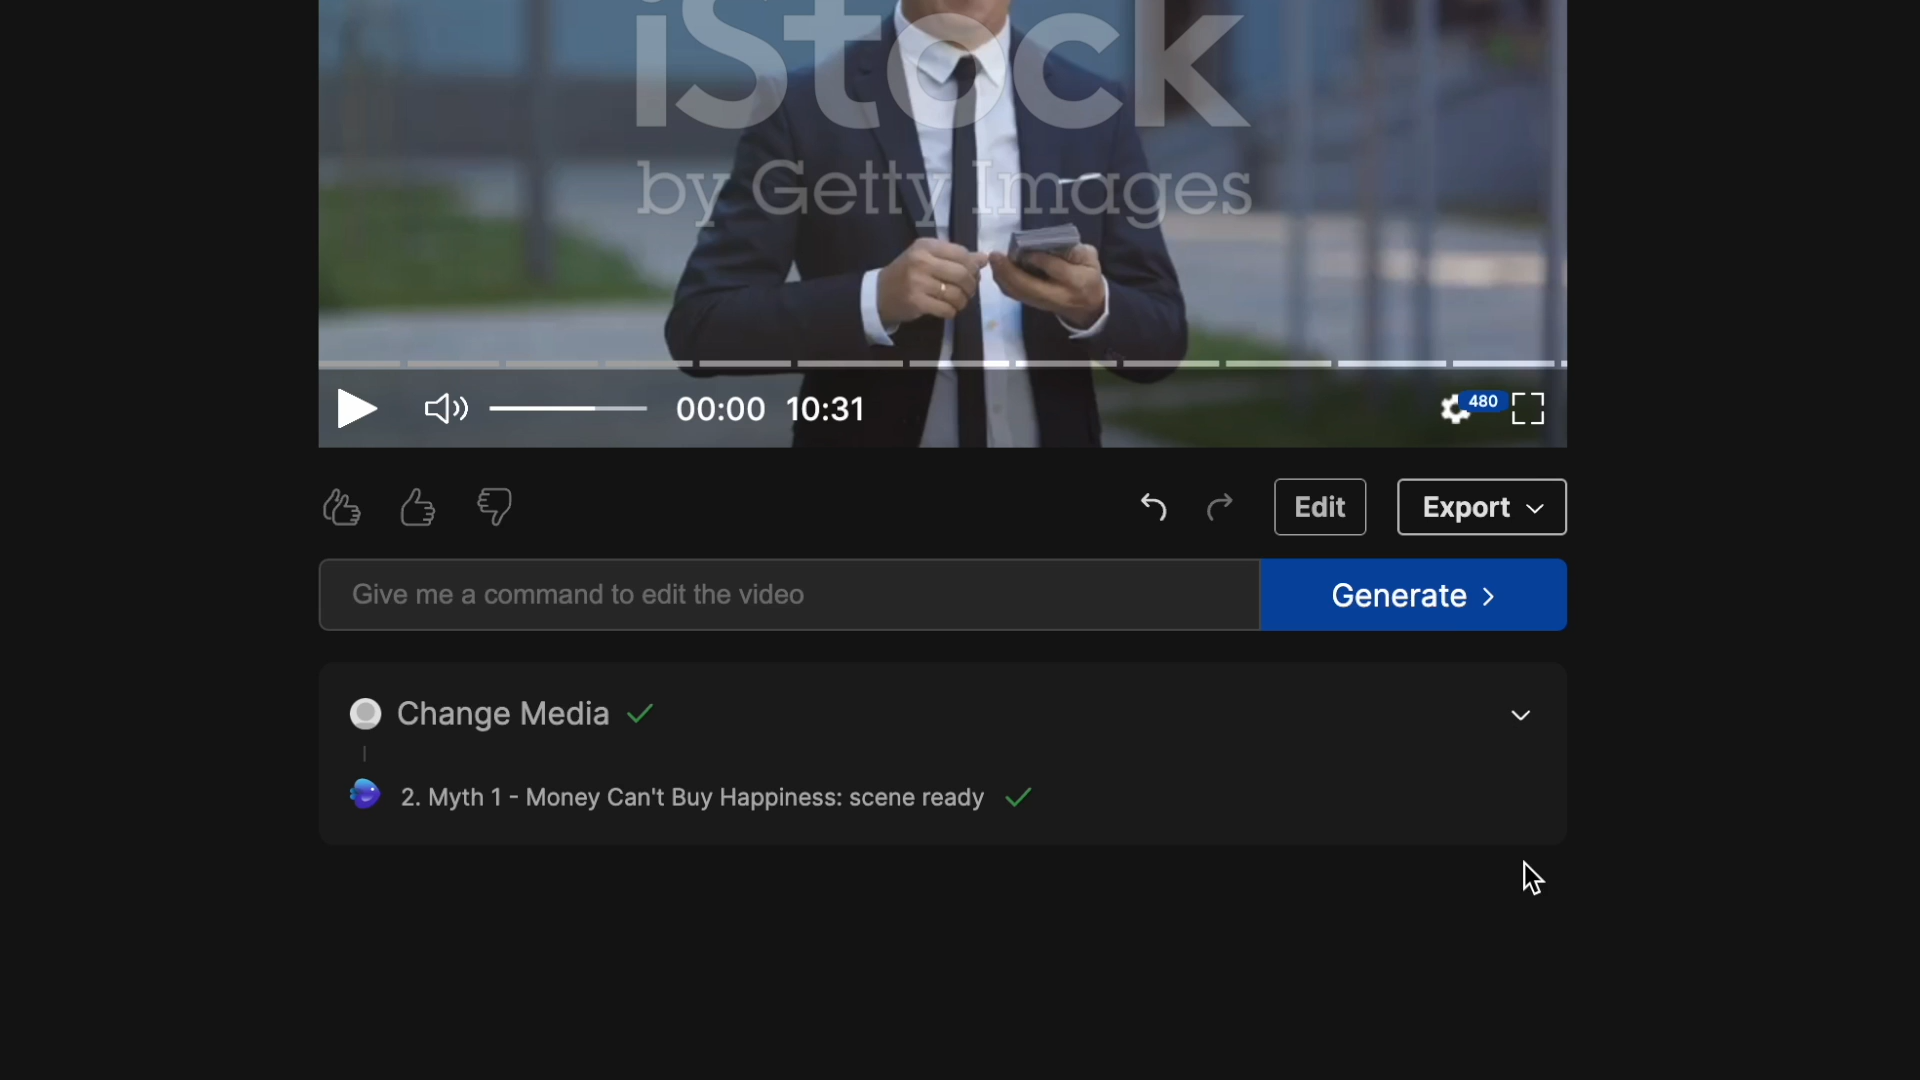 iStock
by Getty Images
00:00 10:31
480
Edit
Export
Give me a command to edit the video
Generate
Change Media
2. Myth 1 - Money Can't Buy Happiness: scene ready